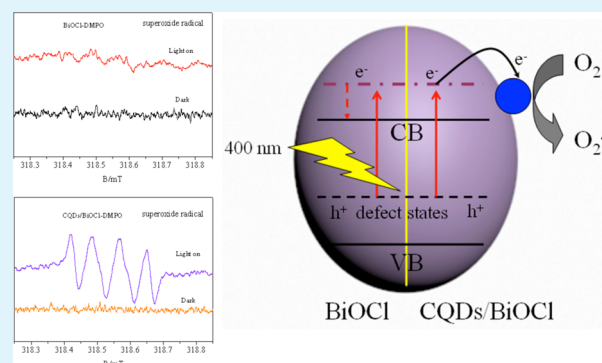 BiOCl-DMPO superoxide radical
Light on
Dark
318.3 318.4 318.5 318.6 318.7 318.8
B/mT
CQDs/BiOCl-DMPO superoxide radical
Light on
Dark
318.3 318.4 318.5 318.6 318.7 318.8
B/mT
e- e- e- O2
CB O2
400 nm
h+ defect states h+
VB
BiOCl CQDs/BiOCl